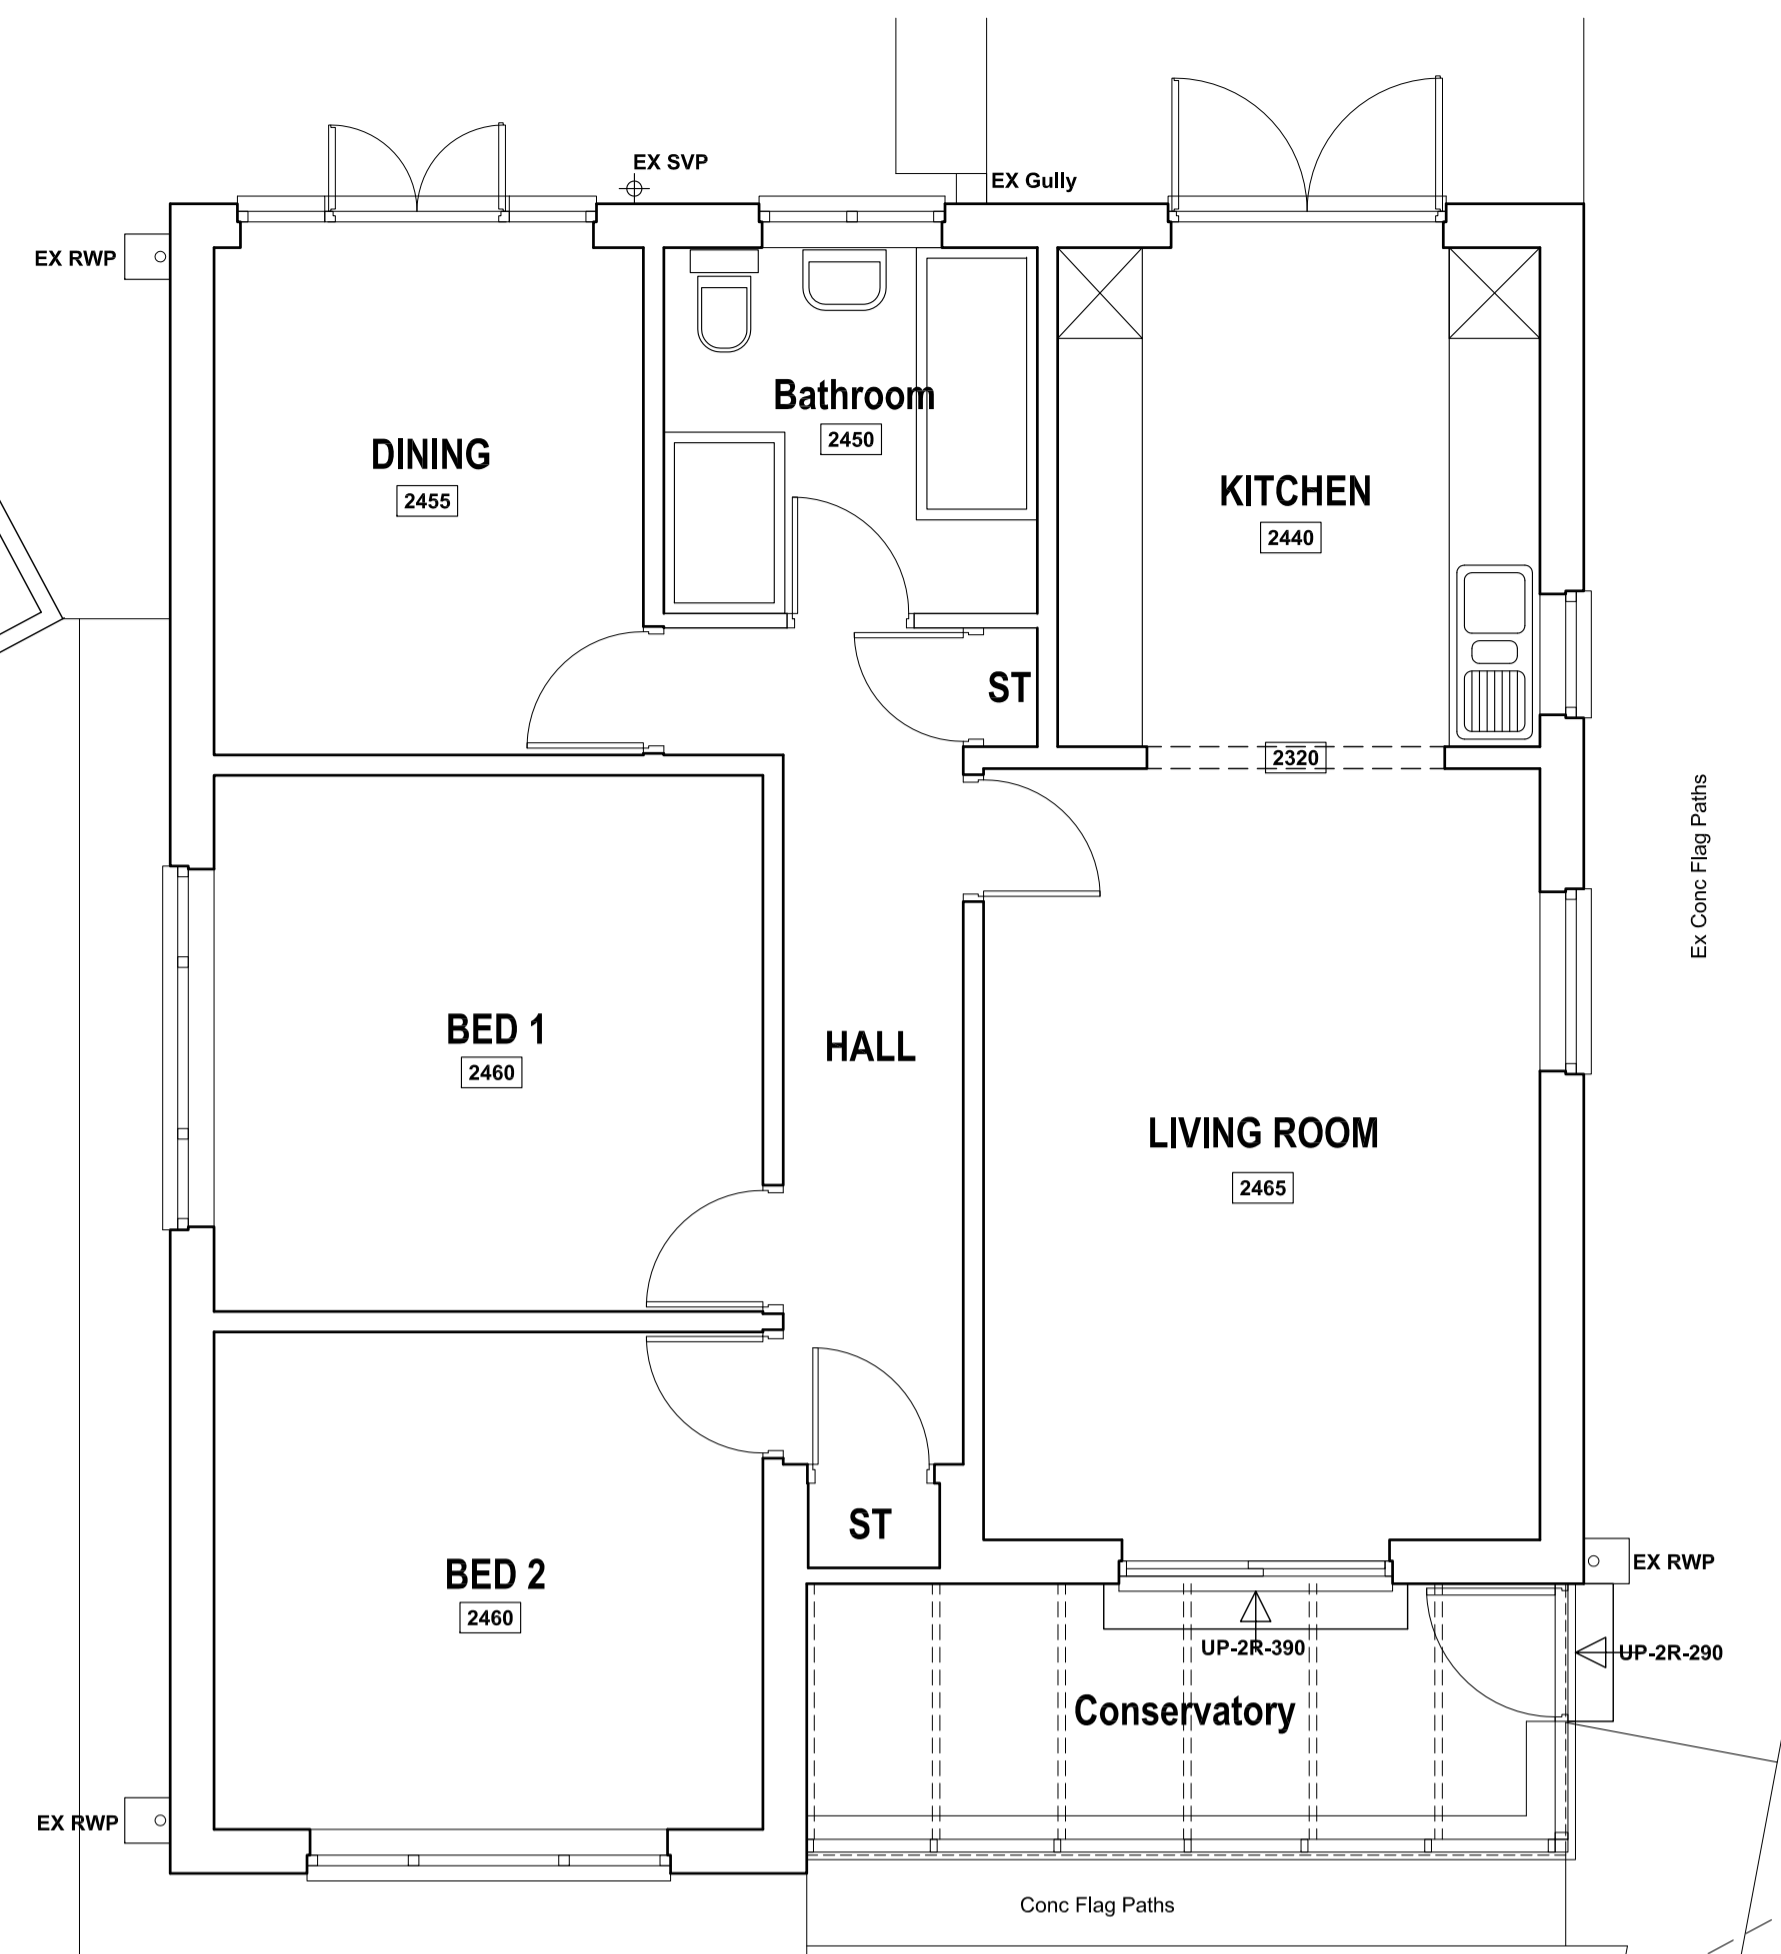 EX SVP
EX Gully
EX RWP
Bathroom
2450
DINING
2455
KITCHEN
2440
ST
2320
Ex Conc Flag Paths
BED 1
2460
HALL
LIVING ROOM
2465
ST
BED 2
2460
EX RWP
UP-2R-390
UP-2R-290
Conservatory
EX RWP
Conc Flag Paths